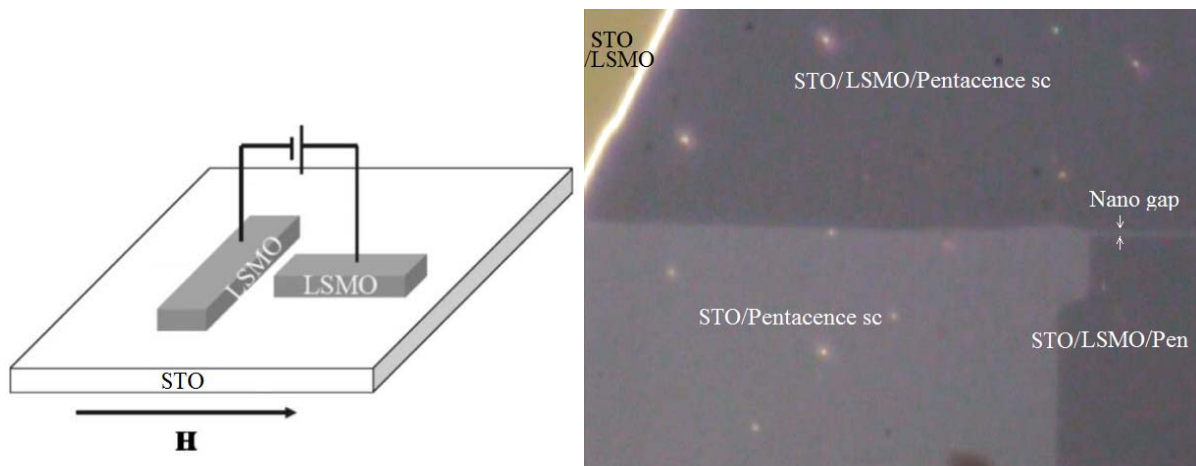 LSMO
LSMO
STO
H
STO
/LSMO
STO/LSMO/Pentacence sc
Nano gap
STO/Pentacence sc
STO/LSMO/Pen